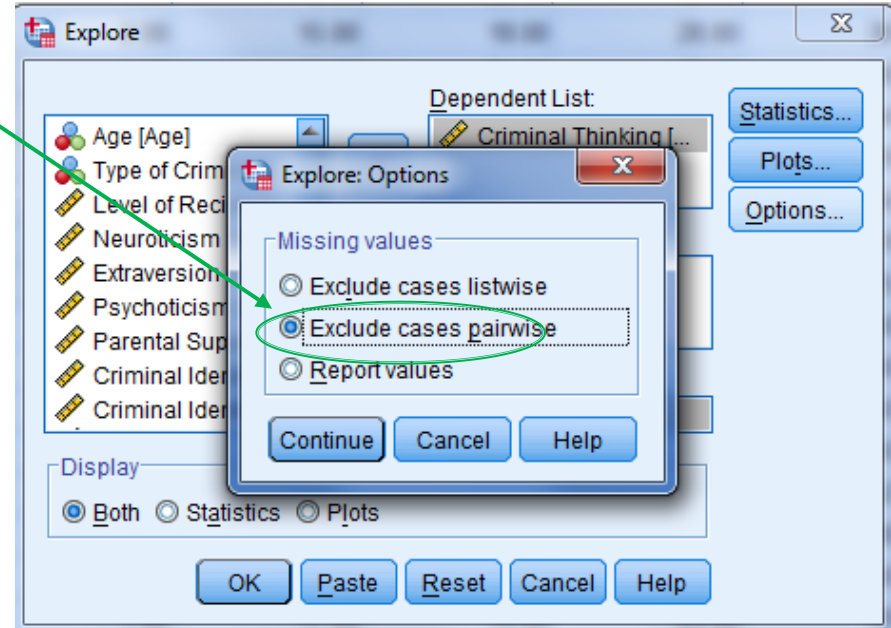 Explore
Dependent List:
Age [Age]
Criminal Thinking [...
Statistics...
Type of Crim
Plots...
Level of Reci
Options...
Neuroticism
Extraversion
Psychoticism
Parental Sup
Criminal Iden
Criminal Iden
Explore: Options
Missing values
Exclude cases listwise
Exclude cases pairwise
Report values
Continue Cancel Help
Display
Both Statistics Plots
OK Paste Reset Cancel Help